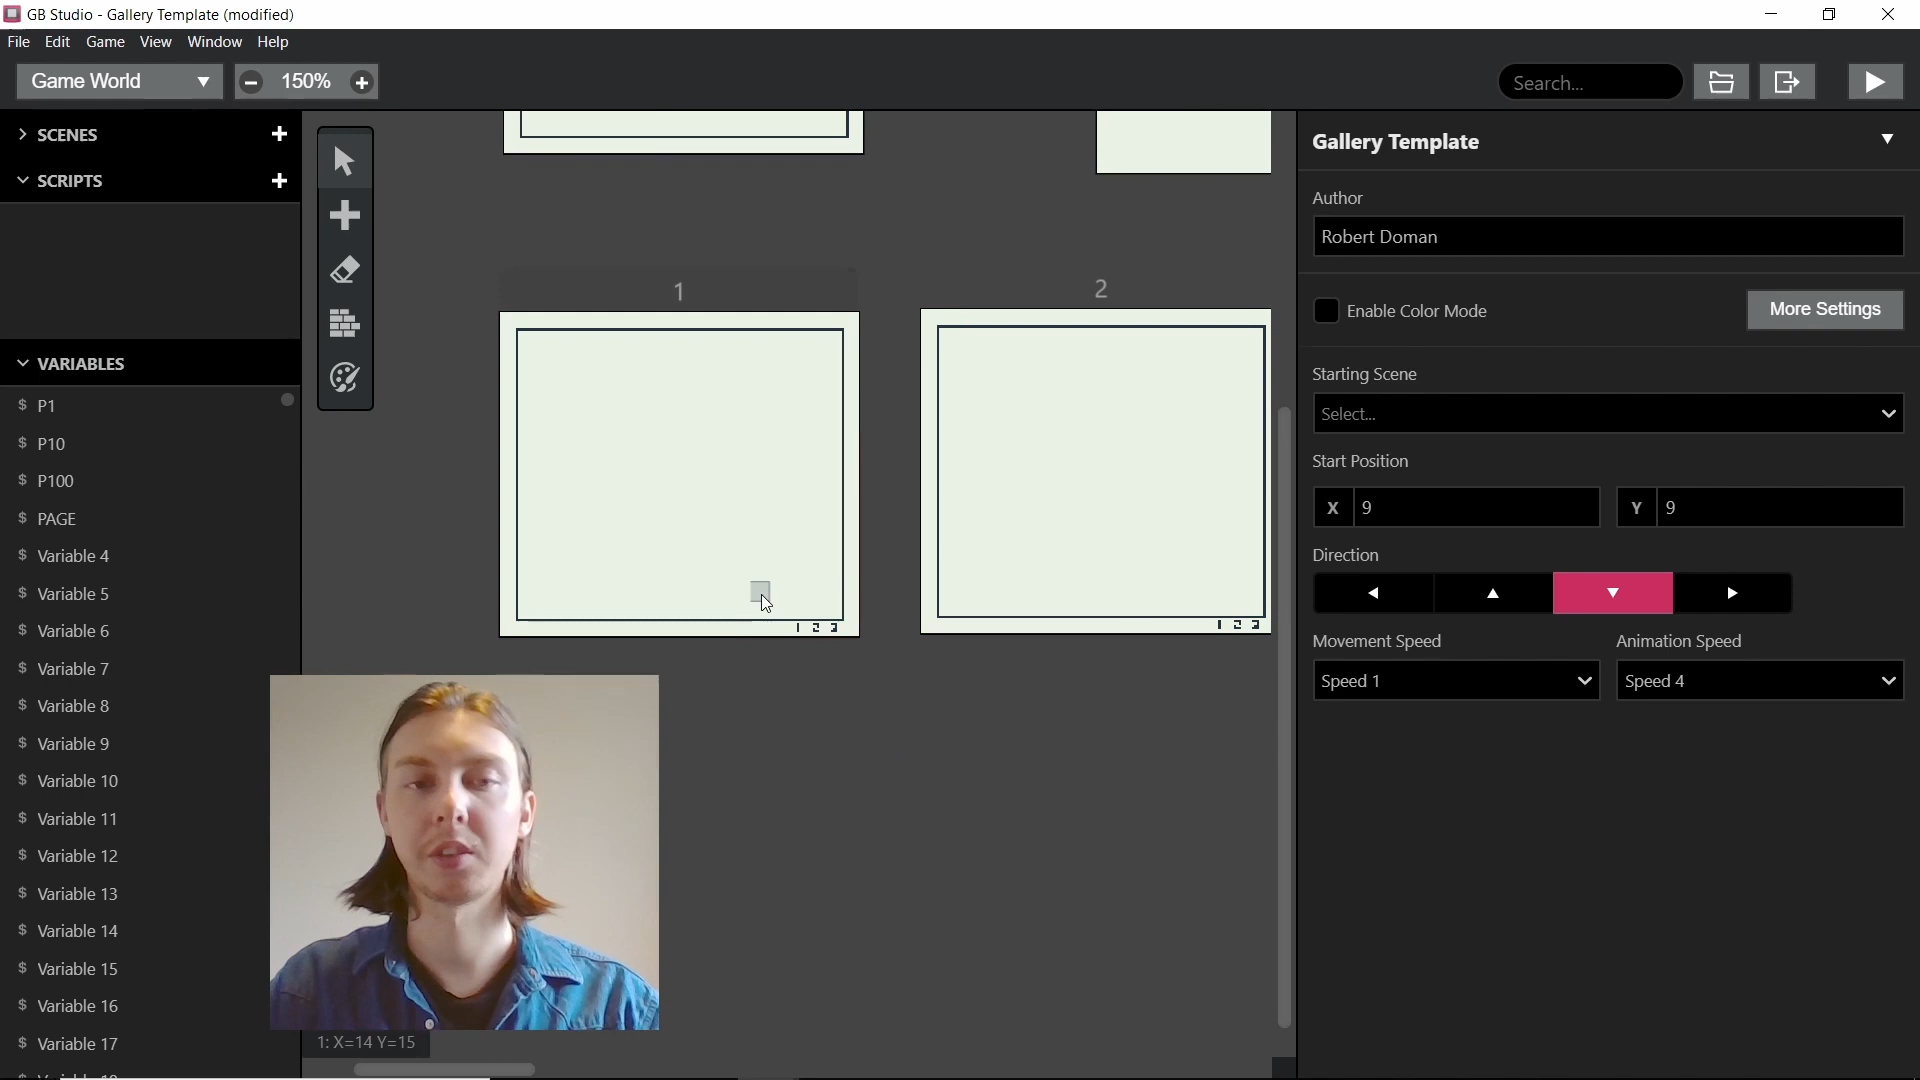 GB Studio - Gallery Template (modified)
File Edit Game View Window Help
Game World
150%
Search...
SCENES
SCRIPTS
VARIABLES
$ P1
$ P10
$ P100
$ PAGE
$ Variable 4
$ Variable 5
$ Variable 6
$ Variable 7
$ Variable 8
$ Variable 9
$ Variable 10
$ Variable 11
$ Variable 12
$ Variable 13
$ Variable 14
$ Variable 15
$ Variable 16
$ Variable 17
1
1 2 3
2
1 2 3
1: X=14 Y=15
Gallery Template
Author
Robert Doman
Enable Color Mode
More Settings
Starting Scene
Select...
Start Position
X 9 Y 9
Direction
Movement Speed Animation Speed
Speed 1 Speed 4